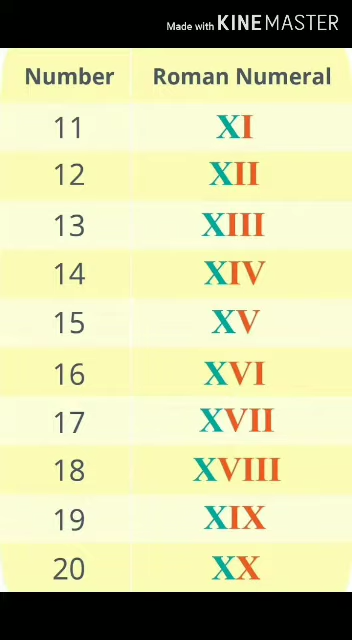 Made with KINEMASTER
Number Roman Numeral
11 XI
12 XII
13 XIII
14 XIV
15 XV
16 XVI
17 XVII
18 XVIII
19 XIX
20 XX